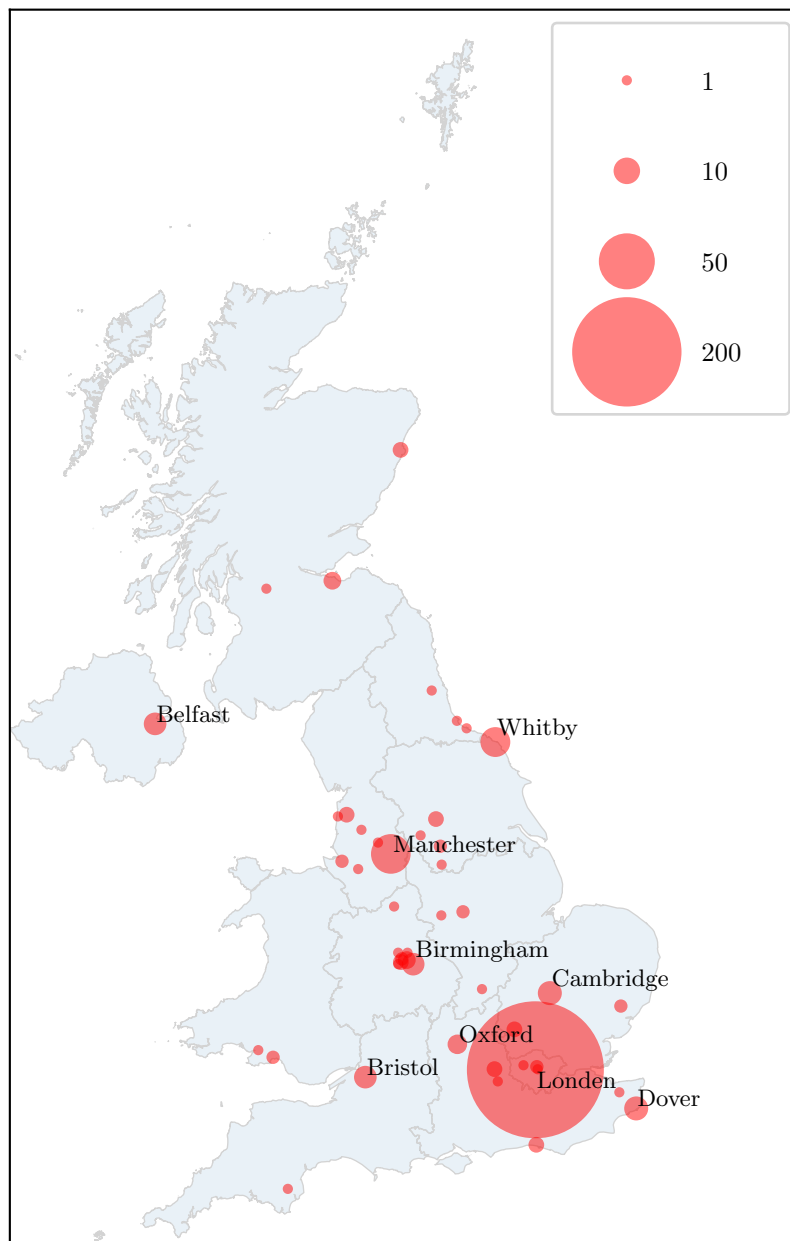 1
10
50
200
Belfast
Whitby
Manchester
Birmingham
Cambridge
Oxford
Bristol
Londen
Dover